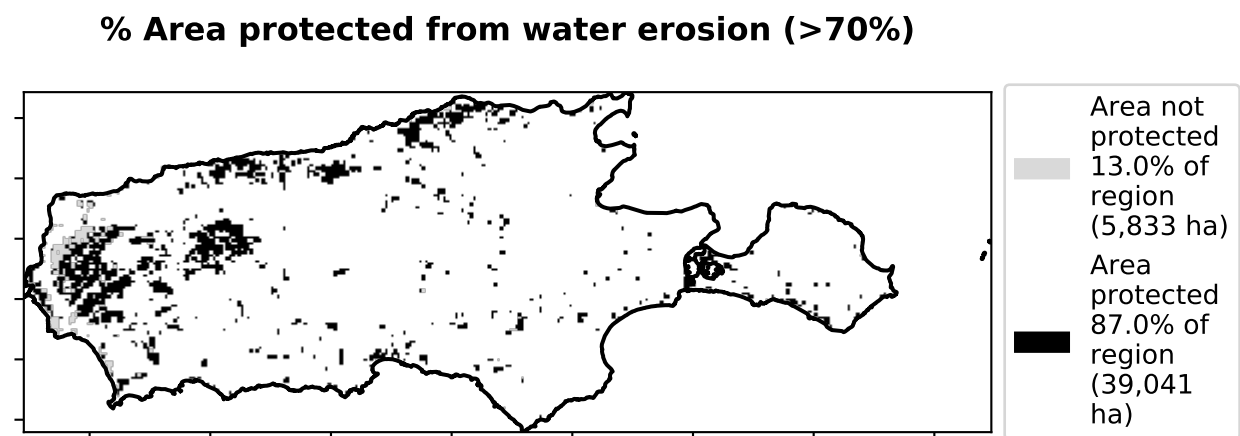 % Area protected from water erosion (>70%)
Area not
protected
13.0% of
region
(5,833 ha)
Area
protected
87.0% of
region
(39,041
ha)